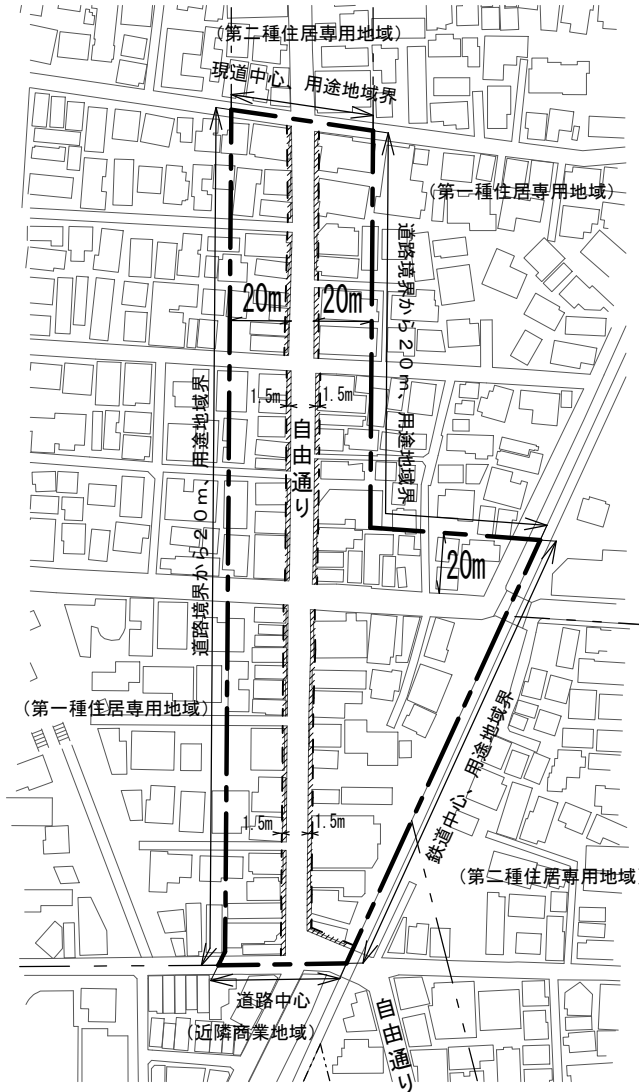 (第二種住居専用地域)
現道中心、用途地域界
(第一種住居専用地域)
道路境界から20m、用途地域界
20m
20m
道路境界から20m、用途地域界
1.5m
1.5m
自由通り
20m
(第一種住居専用地域)
鉄道中心、用途地域界
1.5m
1.5m
(第二種住居専用地域)
道路中心
(近隣商業地域)
自由通り